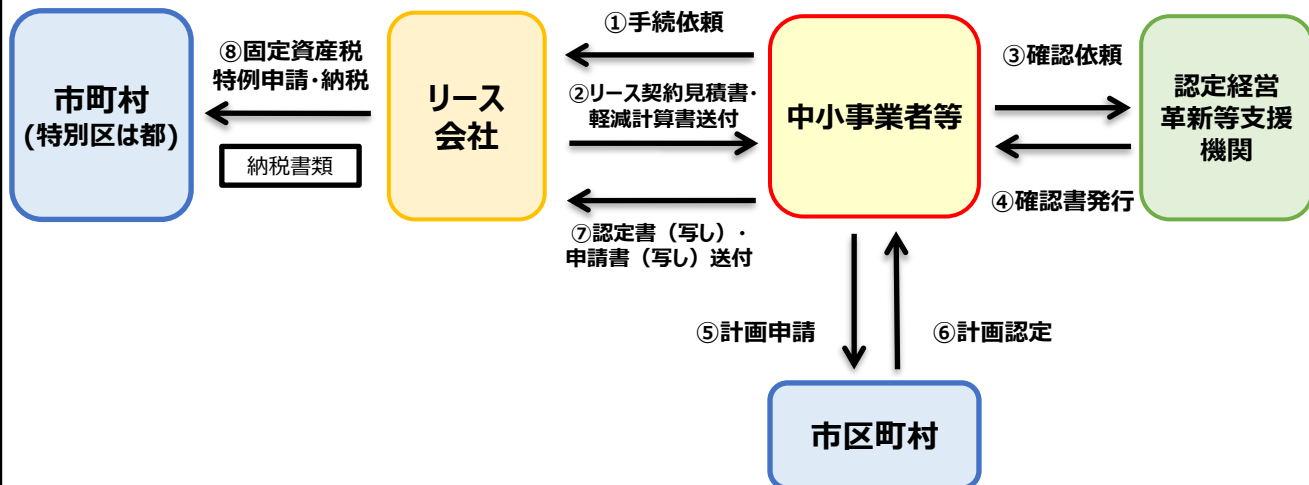 ①手続依頼
⑧固定資産税
特例申請・納税
③確認依頼
市町村
(特別区は都)
リース
会社
②リース契約見積書・
軽減計算書送付
中小事業者等
認定経営
革新等支援
機関
納税書類
④確認書発行
⑦認定書（写し）・
申請書（写し）送付
⑤計画申請
⑥計画認定
市区町村